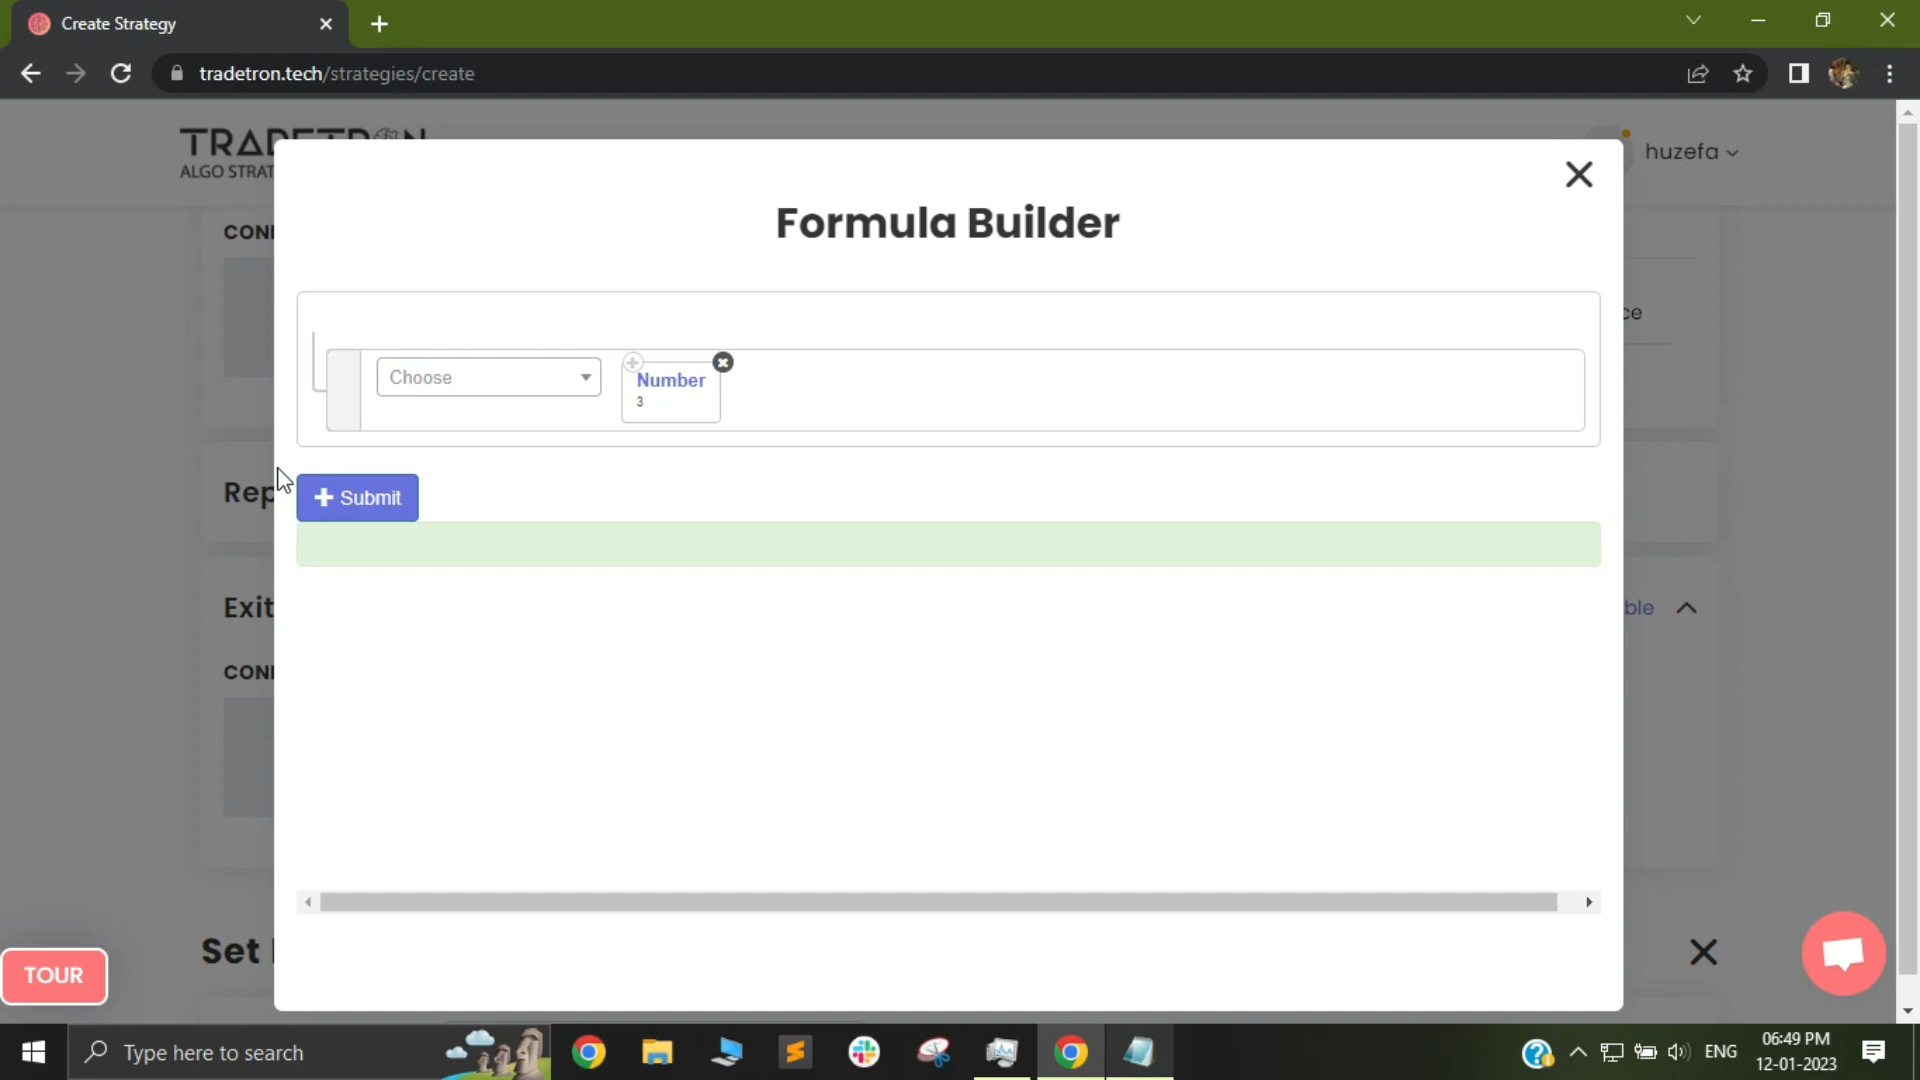 Create Strategy
tradetron.tech/strategies/create
ALGO STRAT
huzefa
Formula Builder
CON
ce
Choose
Number
3
Rep
Submit
Exit
ble
CON
Set
TOUR
Type here to search
ENG
06:49 PM
12-01-2023